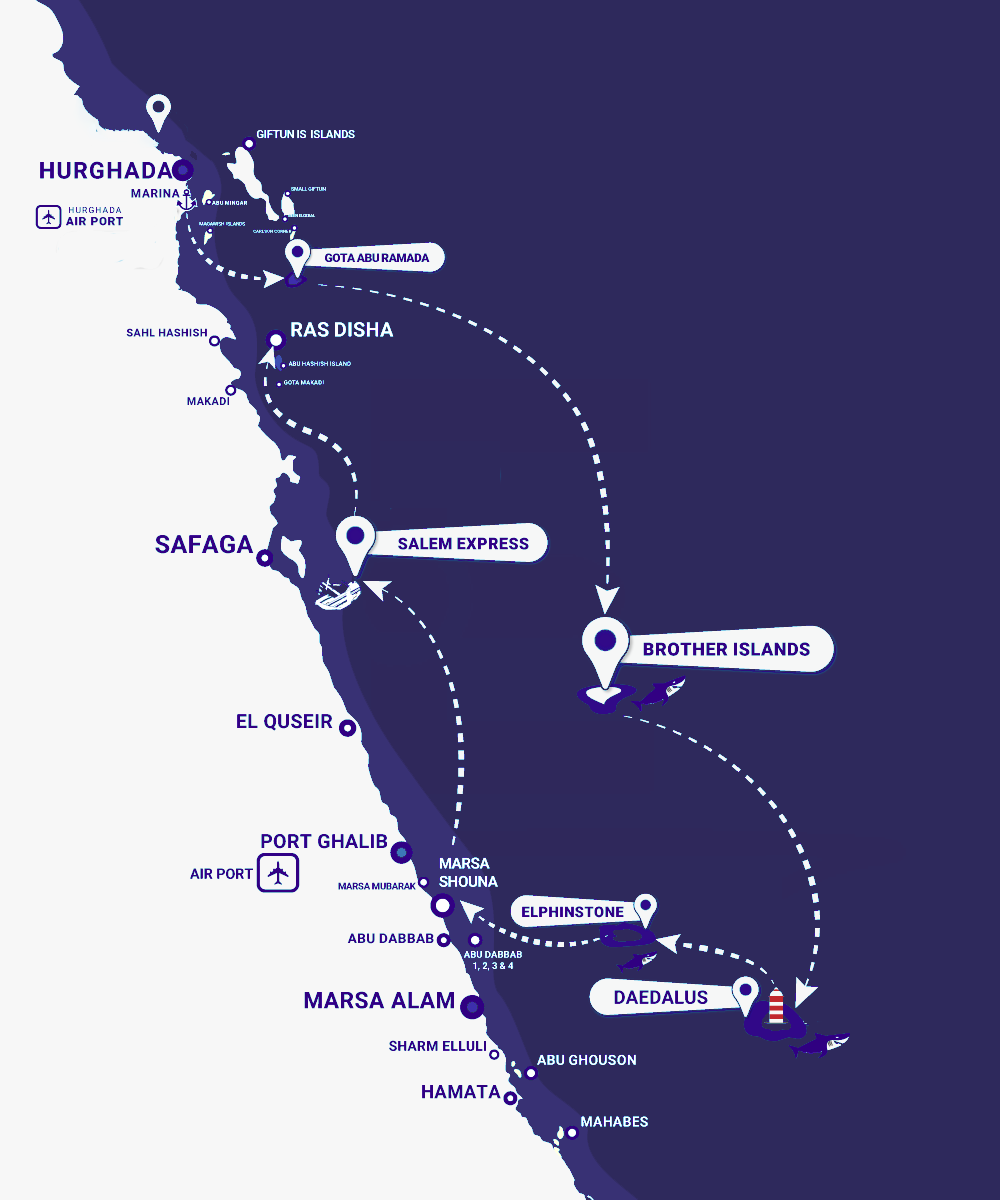 GIFTUN IS ISLANDS
HURGHADA
MARINA
SMALL GIFTUN
ABU MINGAR
HURGHADA
AIR PORT
MAGAWISH ISLANDS
CARLSON CORNER
GOTA ABU RAMADA
SAHL HASHISH
RAS DISHA
ABU HASHISH ISLAND
GOTA MAKADI
MAKADI
SAFAGA
SALEM EXPRESS
BROTHER ISLANDS
EL QUSEIR
PORT GHALIB
AIR PORT
MARSA
SHOUNA
MARSA MUBARAK
ELPHINSTONE
ABU DABBAB
ABU DABBAB
1, 2, 3 & 4
DAEDALUS
MARSA ALAM
SHARM ELLULI
ABU GHOUSON
HAMATA
MAHABES